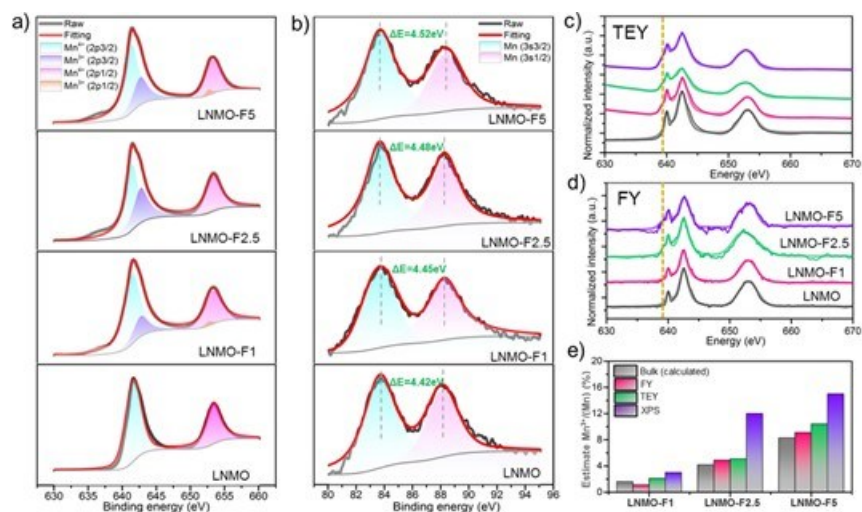 a)
Raw
Fitting
Mn⁴⁺ (2p3/2)
Mn³⁺ (2p3/2)
Mn⁴⁺ (2p1/2)
Mn³⁺ (2p1/2)
LNMO-F5
LNMO-F2.5
LNMO-F1
LNMO
630 635 640 645 650 655 660
Binding energy (eV)
b)
Raw
Fitting
Mn (3s3/2)
Mn (3s1/2)
ΔE=4.52eV
LNMO-F5
ΔE=4.48eV
LNMO-F2.5
ΔE=4.45eV
LNMO-F1
ΔE=4.42eV
LNMO
80 82 84 86 88 90 92 94 96
Binding energy (eV)
c)
TEY
Normalized intensity (a.u.)
630 640 650 660 670
Energy (eV)
d)
FY
LNMO-F5
LNMO-F2.5
LNMO-F1
LNMO
Normalized intensity (a.u.)
630 640 650 660 670
Energy (eV)
e)
Bulk (calculated)
FY
TEY
XPS
Estimate Mn³⁺/(Mn) (%)
20
16
12
8
4
0
LNMO-F1 LNMO-F2.5 LNMO-F5